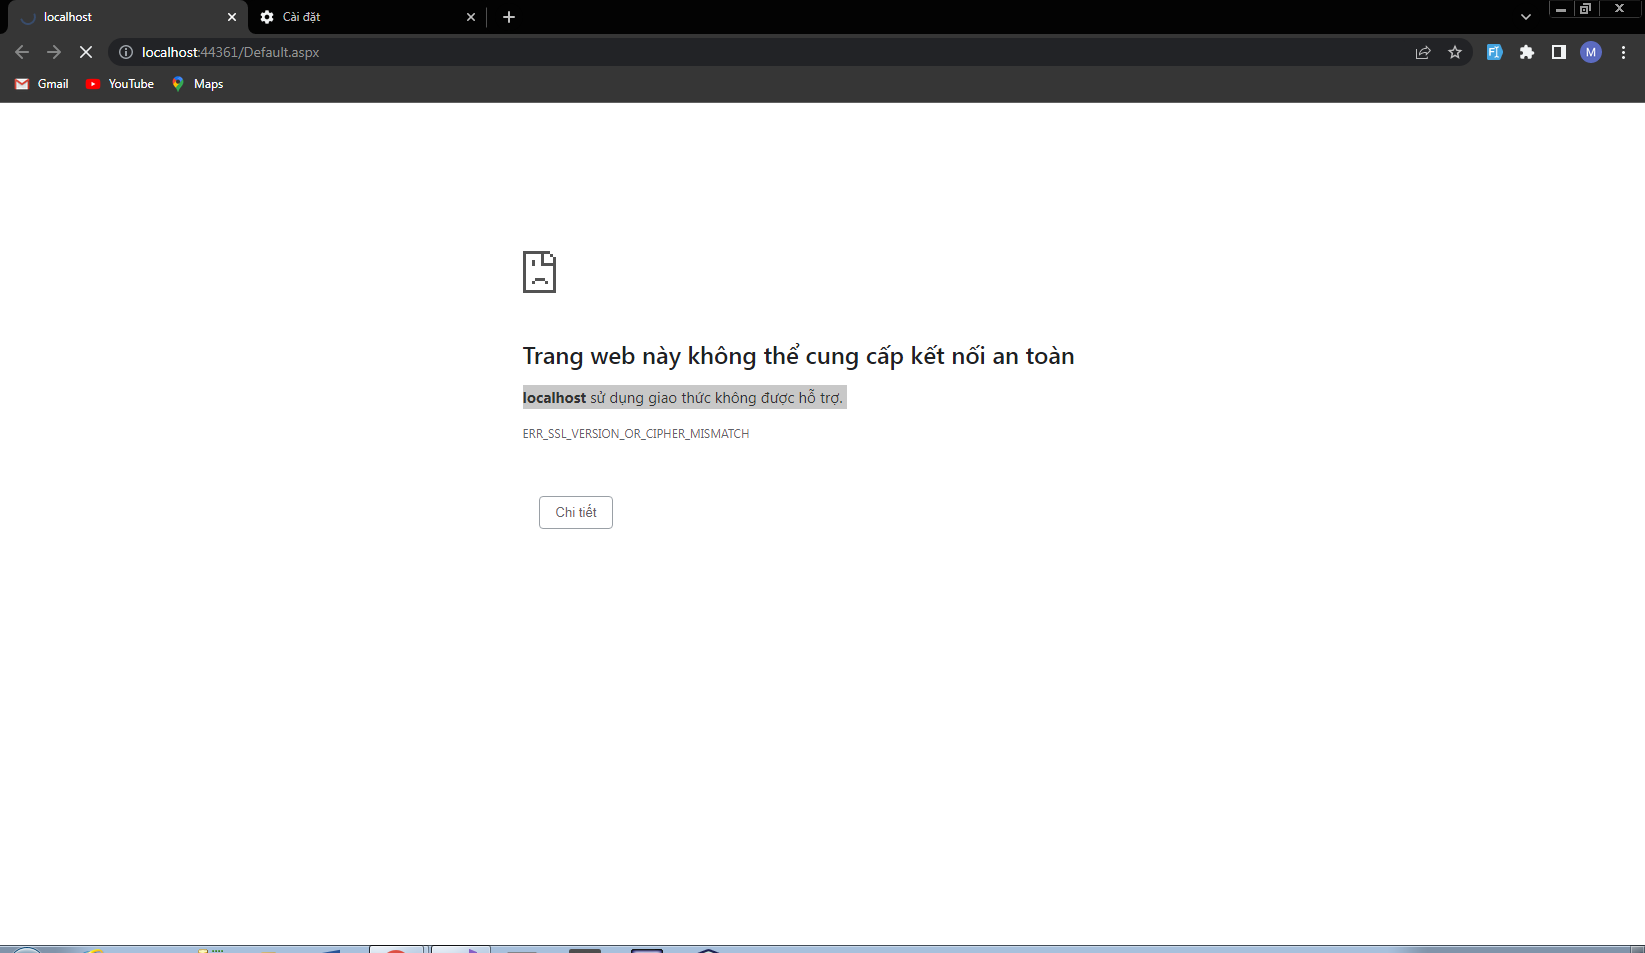 localhost
Cài đặt
localhost:44361/Default.aspx
M
Gmail
YouTube
Maps
Trang web này không thể cung cấp kết nối an toàn
localhost sử dụng giao thức không được hỗ trợ.
ERR_SSL_VERSION_OR_CIPHER_MISMATCH
Chi tiết